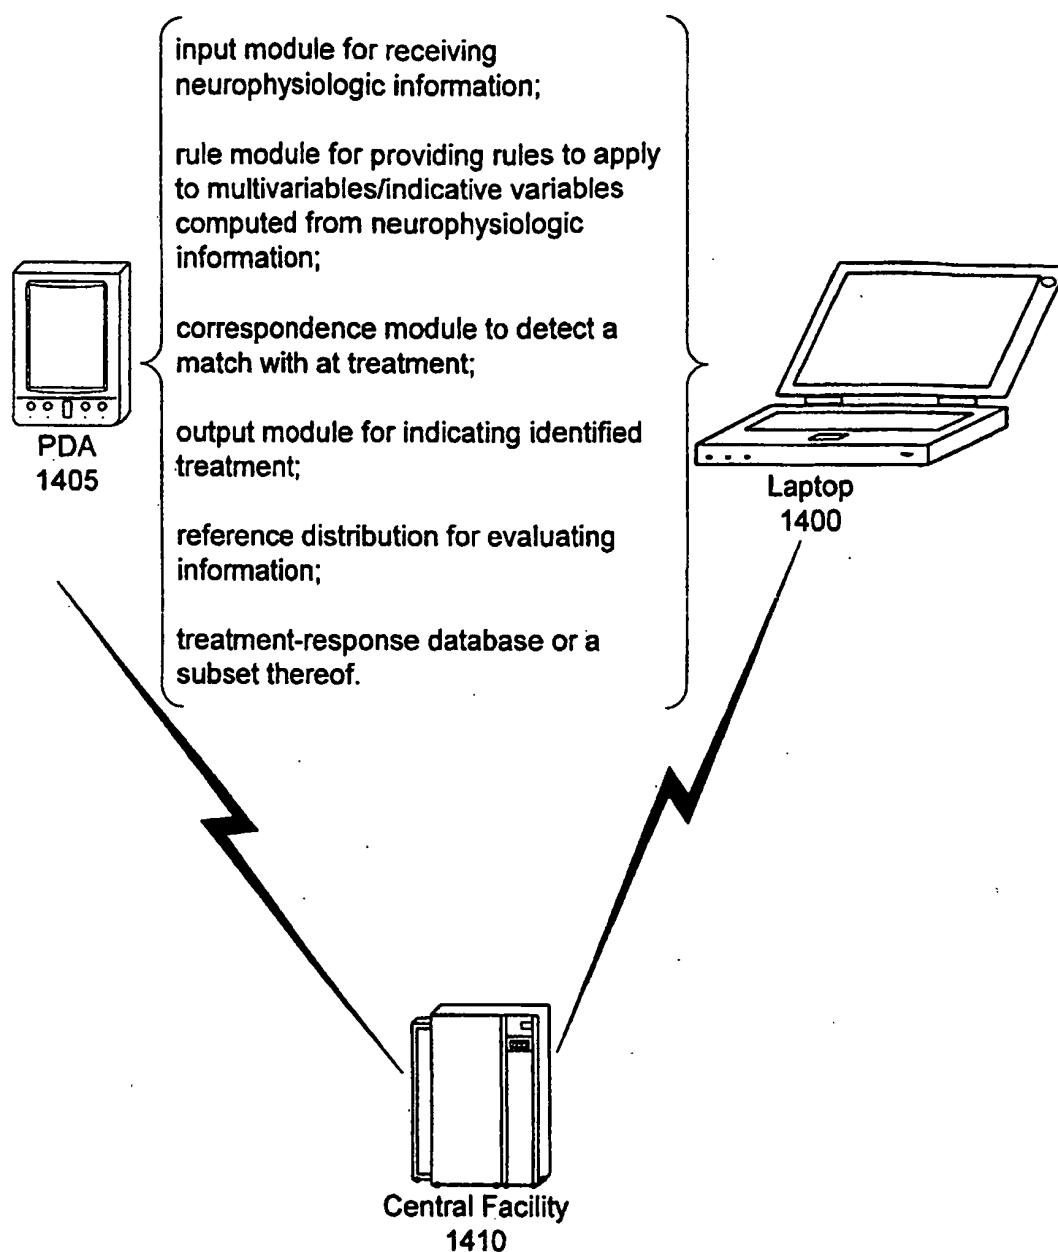 input module for receiving
neurophysiologic information;
rule module for providing rules to apply
to multivariables/indicative variables
computed from neurophysiologic
information;
correspondence module to detect a
match with at treatment;
output module for indicating identified
treatment;
reference distribution for evaluating
information;
treatment-response database or a
subset thereof.
PDA
1405
Laptop
1400
Central Facility
1410